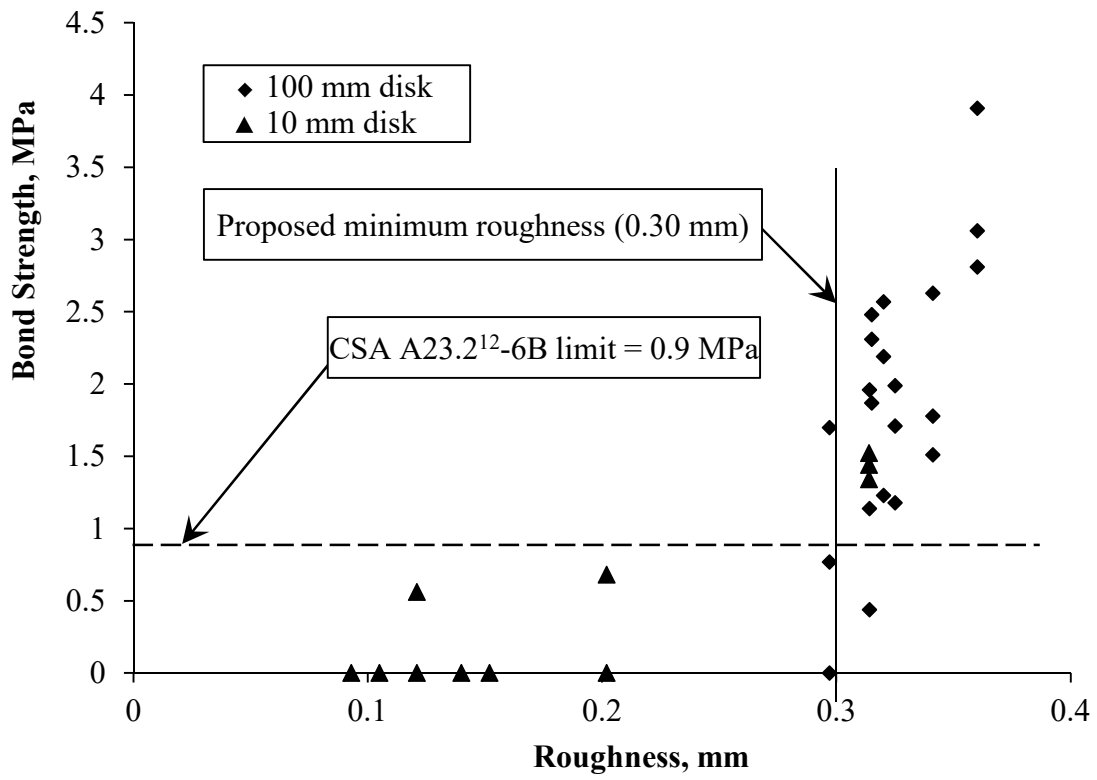 4.5
4
3.5
3
2.5
2
1.5
1
0.5
0
Bond Strength, MPa
100 mm disk
10 mm disk
Proposed minimum roughness (0.30 mm)
CSA A23.2¹²-6B limit = 0.9 MPa
0 0.1 0.2 0.3 0.4
Roughness, mm